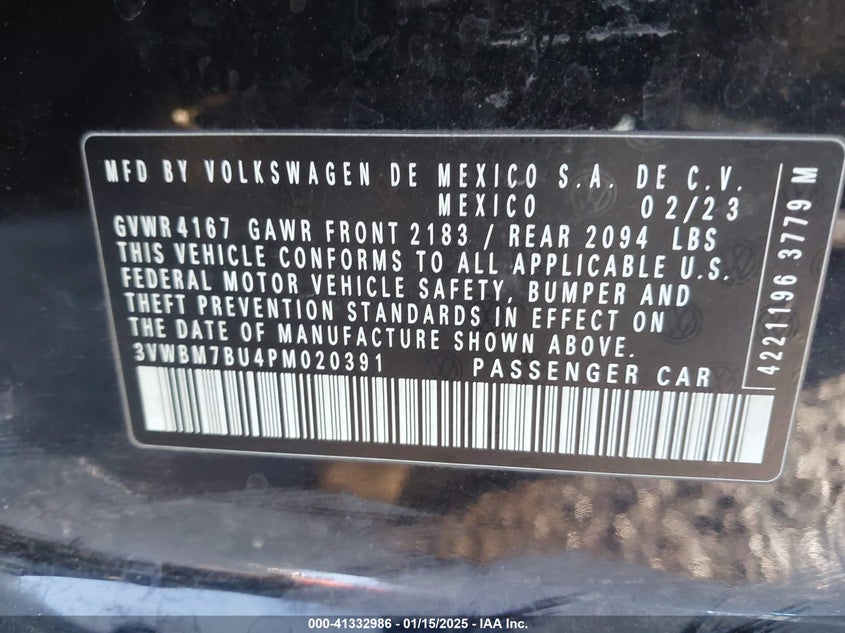 MFD BY VOLKSWAGEN DE MEXICO S.A. DE C.V.
MEXICO 02/23
GVWR 4167 GAWR FRONT 2183 / REAR 2094 LBS
THIS VEHICLE CONFORMS TO ALL APPLICABLE U.S.
FEDERAL MOTOR VEHICLE SAFETY, BUMPER AND
THEFT PREVENTION STANDARDS IN EFFECT ON
THE DATE OF MANUFACTURE SHOWN ABOVE.
3VWBM7BU4PM020391 PASSENGER CAR
4221196 3779 M
000-41332986 - 01/15/2025 - IAA Inc.